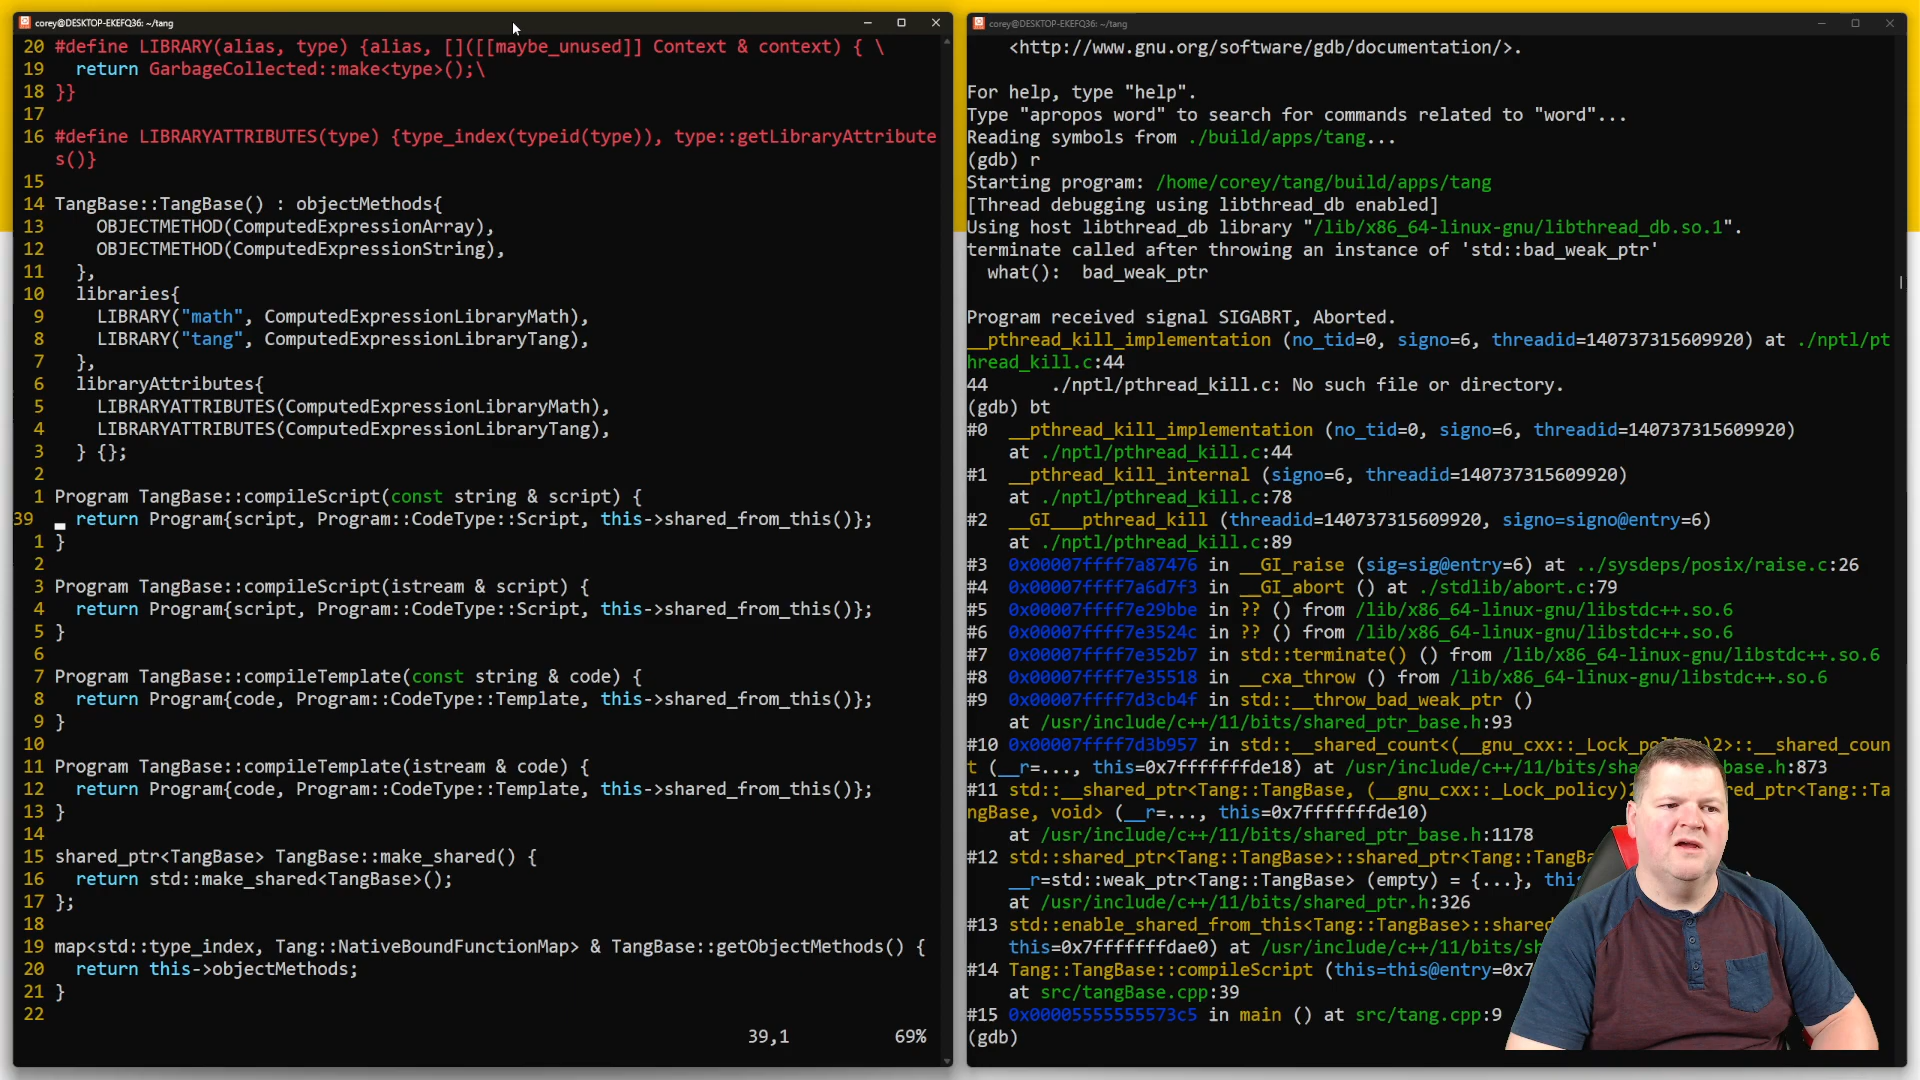 corey@DESKTOP-EKEFQ36: ~/tang
20 #define LIBRARY(alias, type) {alias, []([[maybe_unused]] Context & context) { \
19   return GarbageCollected::make<type>();\
18 }}
17
16 #define LIBRARYATTRIBUTES(type) {type_index(typeid(type)), type::getLibraryAttribute
s()}
15
14 TangBase::TangBase() : objectMethods{
13     OBJECTMETHOD(ComputedExpressionArray),
12     OBJECTMETHOD(ComputedExpressionString),
11   },
10   libraries{
9     LIBRARY("math", ComputedExpressionLibraryMath),
8     LIBRARY("tang", ComputedExpressionLibraryTang),
7   },
6   libraryAttributes{
5     LIBRARYATTRIBUTES(ComputedExpressionLibraryMath),
4     LIBRARYATTRIBUTES(ComputedExpressionLibraryTang),
3   } {};
2
1 Program TangBase::compileScript(const string & script) {
39   return Program{script, Program::CodeType::Script, this->shared_from_this()};
1 }
2
3 Program TangBase::compileScript(istream & script) {
4   return Program{script, Program::CodeType::Script, this->shared_from_this()};
5 }
6
7 Program TangBase::compileTemplate(const string & code) {
8   return Program{code, Program::CodeType::Template, this->shared_from_this()};
9 }
10
11 Program TangBase::compileTemplate(istream & code) {
12   return Program{code, Program::CodeType::Template, this->shared_from_this()};
13 }
14
15 shared_ptr<TangBase> TangBase::make_shared() {
16   return std::make_shared<TangBase>();
17 };
18
19 map<std::type_index, Tang::NativeBoundFunctionMap> & TangBase::getObjectMethods() {
20   return this->objectMethods;
21 }
22
39,1 69%
corey@DESKTOP-EKEFQ36: ~/tang
<http://www.gnu.org/software/gdb/documentation/>.
For help, type "help".
Type "apropos word" to search for commands related to "word"...
Reading symbols from ./build/apps/tang...
(gdb) r
Starting program: /home/corey/tang/build/apps/tang
[Thread debugging using libthread_db enabled]
Using host libthread_db library "/lib/x86_64-linux-gnu/libthread_db.so.1".
terminate called after throwing an instance of 'std::bad_weak_ptr'
  what():  bad_weak_ptr
Program received signal SIGABRT, Aborted.
__pthread_kill_implementation (no_tid=0, signo=6, threadid=140737315609920) at ./nptl/pt
hread_kill.c:44
44      ./nptl/pthread_kill.c: No such file or directory.
(gdb) bt
#0  __pthread_kill_implementation (no_tid=0, signo=6, threadid=140737315609920)
    at ./nptl/pthread_kill.c:44
#1  __pthread_kill_internal (signo=6, threadid=140737315609920)
    at ./nptl/pthread_kill.c:78
#2  __GI___pthread_kill (threadid=140737315609920, signo=signo@entry=6)
    at ./nptl/pthread_kill.c:89
#3  0x00007ffff7a87476 in __GI_raise (sig=sig@entry=6) at ../sysdeps/posix/raise.c:26
#4  0x00007ffff7a6d7f3 in __GI_abort () at ./stdlib/abort.c:79
#5  0x00007ffff7e29bbe in ?? () from /lib/x86_64-linux-gnu/libstdc++.so.6
#6  0x00007ffff7e3524c in ?? () from /lib/x86_64-linux-gnu/libstdc++.so.6
#7  0x00007ffff7e352b7 in std::terminate() () from /lib/x86_64-linux-gnu/libstdc++.so.6
#8  0x00007ffff7e35518 in __cxa_throw () from /lib/x86_64-linux-gnu/libstdc++.so.6
#9  0x00007ffff7d3cb4f in std::__throw_bad_weak_ptr ()
    at /usr/include/c++/11/bits/shared_ptr_base.h:93
#10 0x00007ffff7d3b957 in std::__shared_count<(__gnu_cxx::_Lock_policy)2>::__shared_coun
t (__r=..., this=0x7fffffffde18) at /usr/include/c++/11/bits/shared_ base.h:873
#11 std::__shared_ptr<Tang::TangBase, (__gnu_cxx::_Lock_policy)2 red_ptr<Tang::Ta
ngBase, void> (__r=..., this=0x7fffffffde10)
    at /usr/include/c++/11/bits/shared_ptr_base.h:1178
#12 std::shared_ptr<Tang::TangBase>::shared_ptr<Tang::TangBa
    __r=std::weak_ptr<Tang::TangBase> (empty) = {...}, thi
    at /usr/include/c++/11/bits/shared_ptr.h:326
#13 std::enable_shared_from_this<Tang::TangBase>::shared
    this=0x7fffffffdae0) at /usr/include/c++/11/bits/sh
#14 Tang::TangBase::compileScript (this=this@entry=0x7
    at src/tangBase.cpp:39
#15 0x00005555555573c5 in main () at src/tang.cpp:9
(gdb)